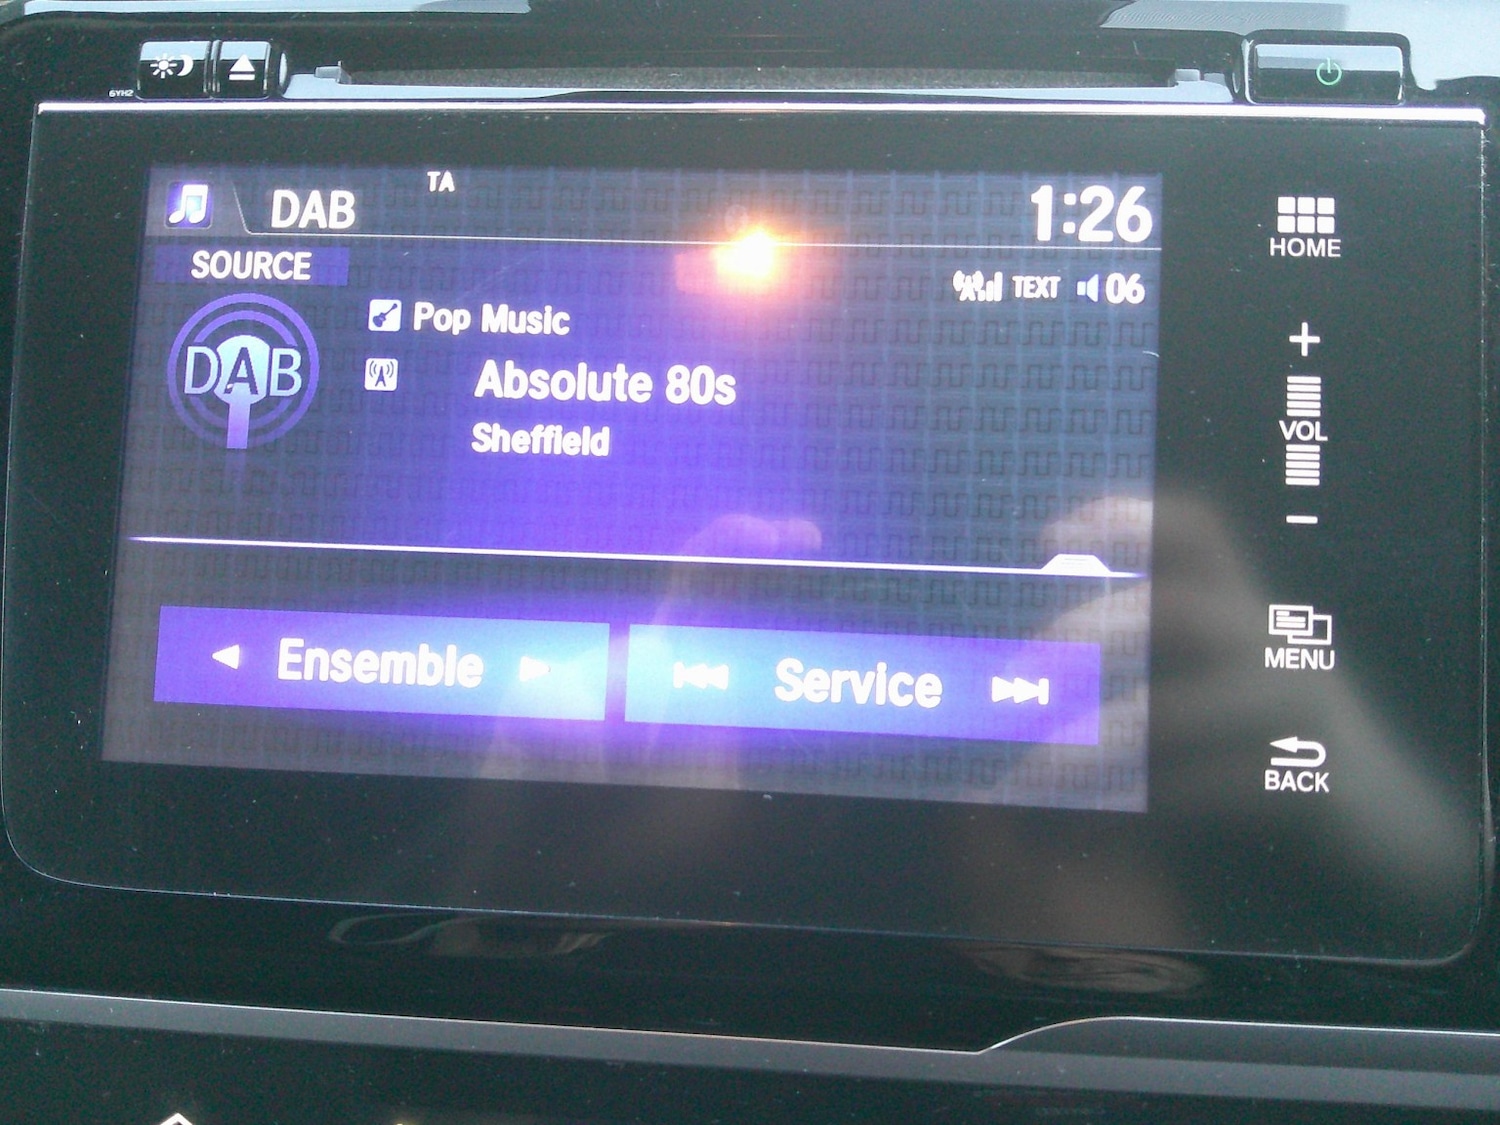 6YH2
TA
DAB
1:26
HOME
SOURCE
TEXT 06
Pop Music
DAB
Absolute 80s
Sheffield
VOL
Ensemble
Service
MENU
BACK